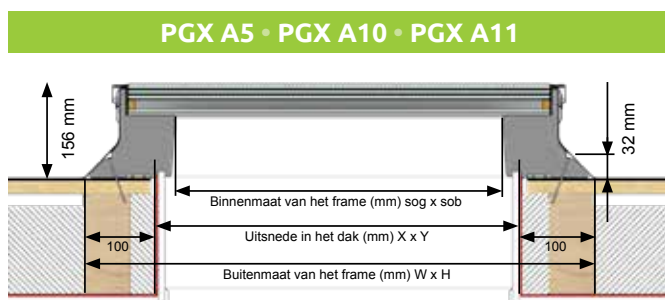 PGX A5 • PGX A10 • PGX A11
156 mm
32 mm
Binnenmaat van het frame (mm) sog x sob
Uitsnede in het dak (mm) X x Y
100
100
Buitenmaat van het frame (mm) W x H